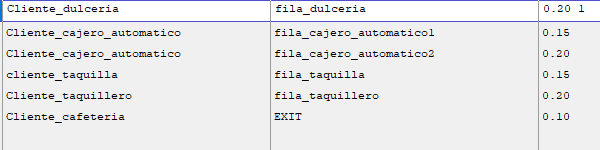 Cliente_dulceria fila_dulceria 0.20 1
Cliente_cajero_automatico fila_cajero_automatico1 0.15
Cliente_cajero_automatico fila_cajero_automatico2 0.20
cliente_taquilla fila_taquilla 0.15
Cliente_taquillero fila_taquillero 0.20
Cliente_cafeteria EXIT 0.10